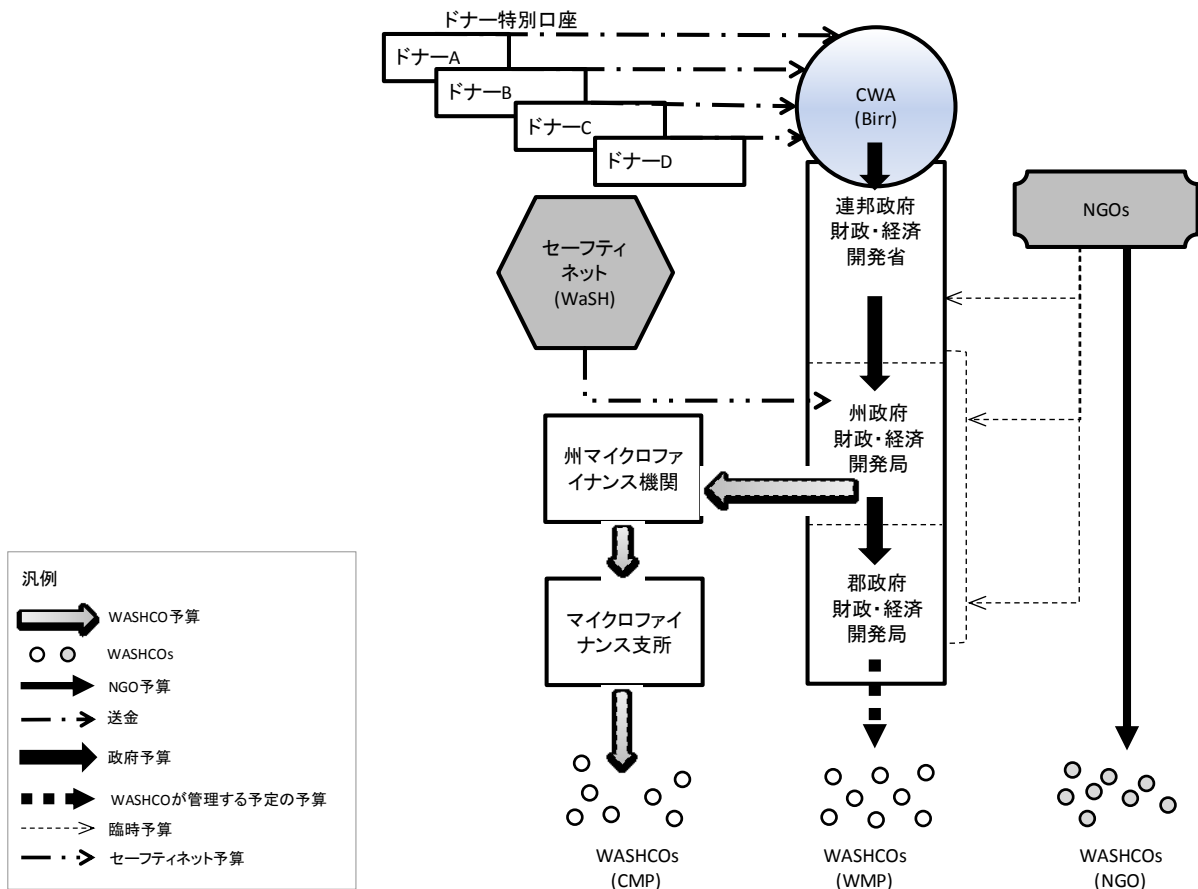 ドナー特別口座
ドナーA
ドナーB
ドナーC
ドナーD
CWA
(Birr)
連邦政府
財政・経済
開発省
NGOs
セーフティ
ネット
(WaSH)
州政府
財政・経済
開発局
州マイクロファ
イナンス機関
郡政府
財政・経済
開発局
マイクロファイ
ナンス支所
汎例
WASHCO予算
WASHCOs
NGO予算
送金
政府予算
WASHCOが管理する予定の予算
臨時予算
セーフティネット予算
WASHCOs
(CMP)
WASHCOs
(WMP)
WASHCOs
(NGO)